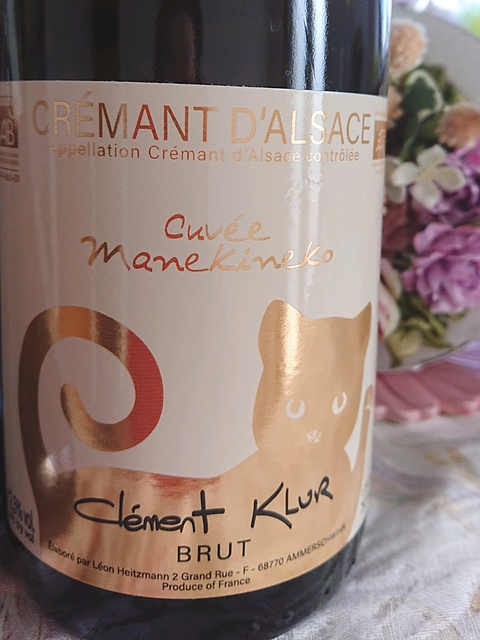 AB
CRÉMANT D'ALSACE
Appellation Crémant d'Alsace contrôlée
Cuvée
Manekineko
Clément KLUR
BRUT
Élaboré par Léon Heitzmann 2 Grand Rue - F - 68770 AMMERSCHWIHR
Produce of France